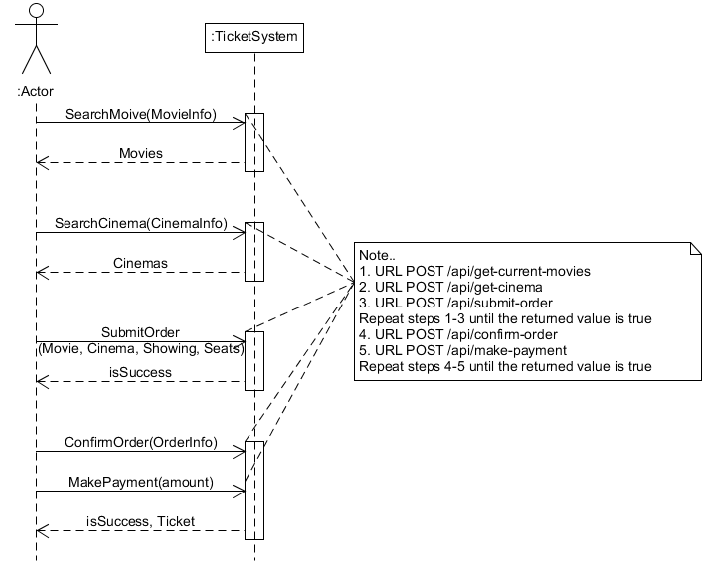 :TicketSystem
:Actor
SearchMoive(MovieInfo)
Movies
SearchCinema(CinemaInfo)
Cinemas
SubmitOrder
(Movie, Cinema, Showing, Seats)
isSuccess
ConfirmOrder(OrderInfo)
MakePayment(amount)
isSuccess, Ticket
Note..
1. URL POST /api/get-current-movies
2. URL POST /api/get-cinema
3. URL POST /api/submit-order
Repeat steps 1-3 until the returned value is true
4. URL POST /api/confirm-order
5. URL POST /api/make-payment
Repeat steps 4-5 until the returned value is true